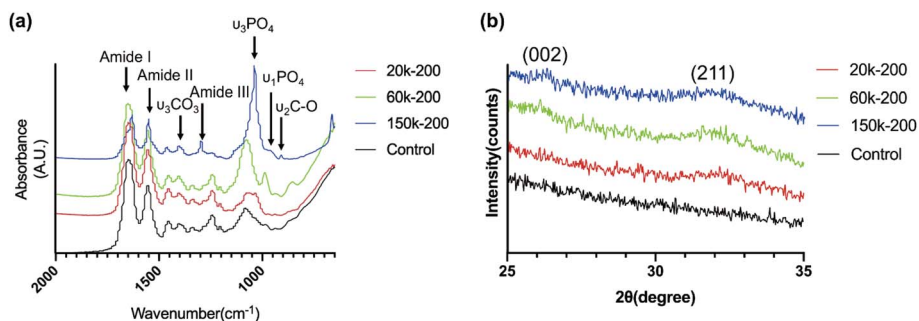 (a)
υ₃PO₄
Amide I
υ₁PO₄
Amide II
υ₃CO₃
Amide III
υ₂C-O
20k-200
60k-200
150k-200
Control
Absorbance
(A.U.)
2000
1500
1000
Wavenumber(cm⁻¹)
(b)
(002)
(211)
20k-200
60k-200
150k-200
Control
Intensity(counts)
25
30
35
2θ(degree)